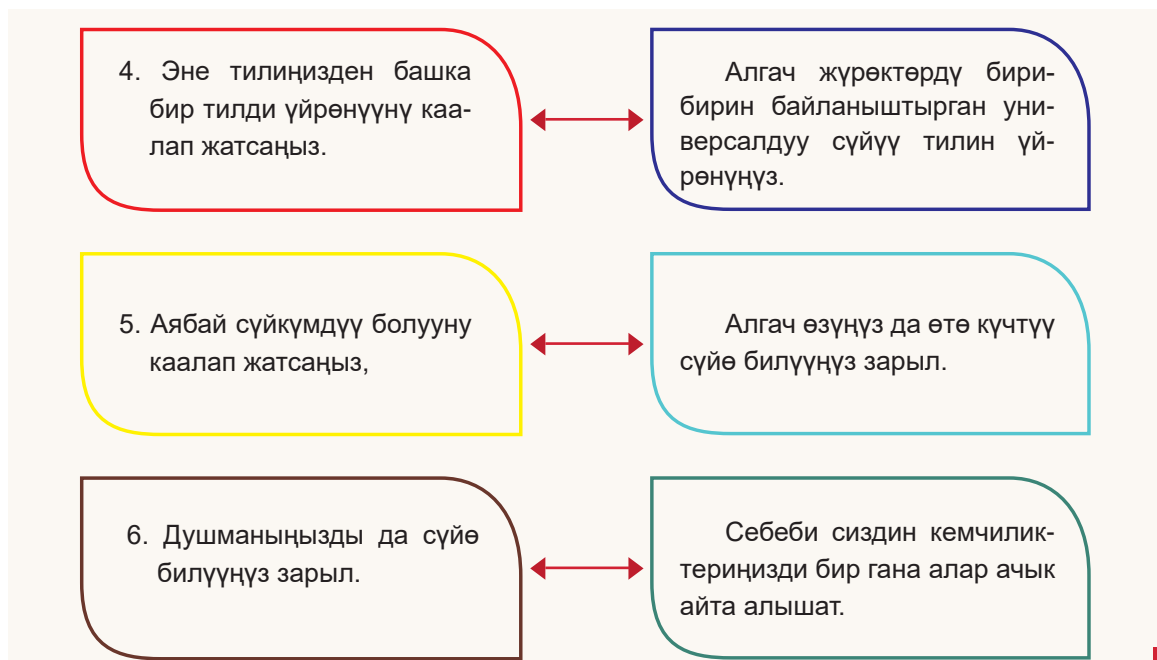 4. Эне тилиңизден башка
бир тилди үйрөнүүнү каа-
лап жатсаңыз.
Алгач жүрөктөрдү бири-
бирин байланыштырган уни-
версалдуу сүйүү тилин үй-
рөнүңүз.
5. Аябай сүйкүмдүү болууну
каалап жатсаңыз,
Алгач өзүңүз да өтө күчтүү
сүйө билүүңүз зарыл.
6. Душманыңызды да сүйө
билүүңүз зарыл.
Себеби сиздин кемчилик-
териңизди бир гана алар ачык
айта алышат.